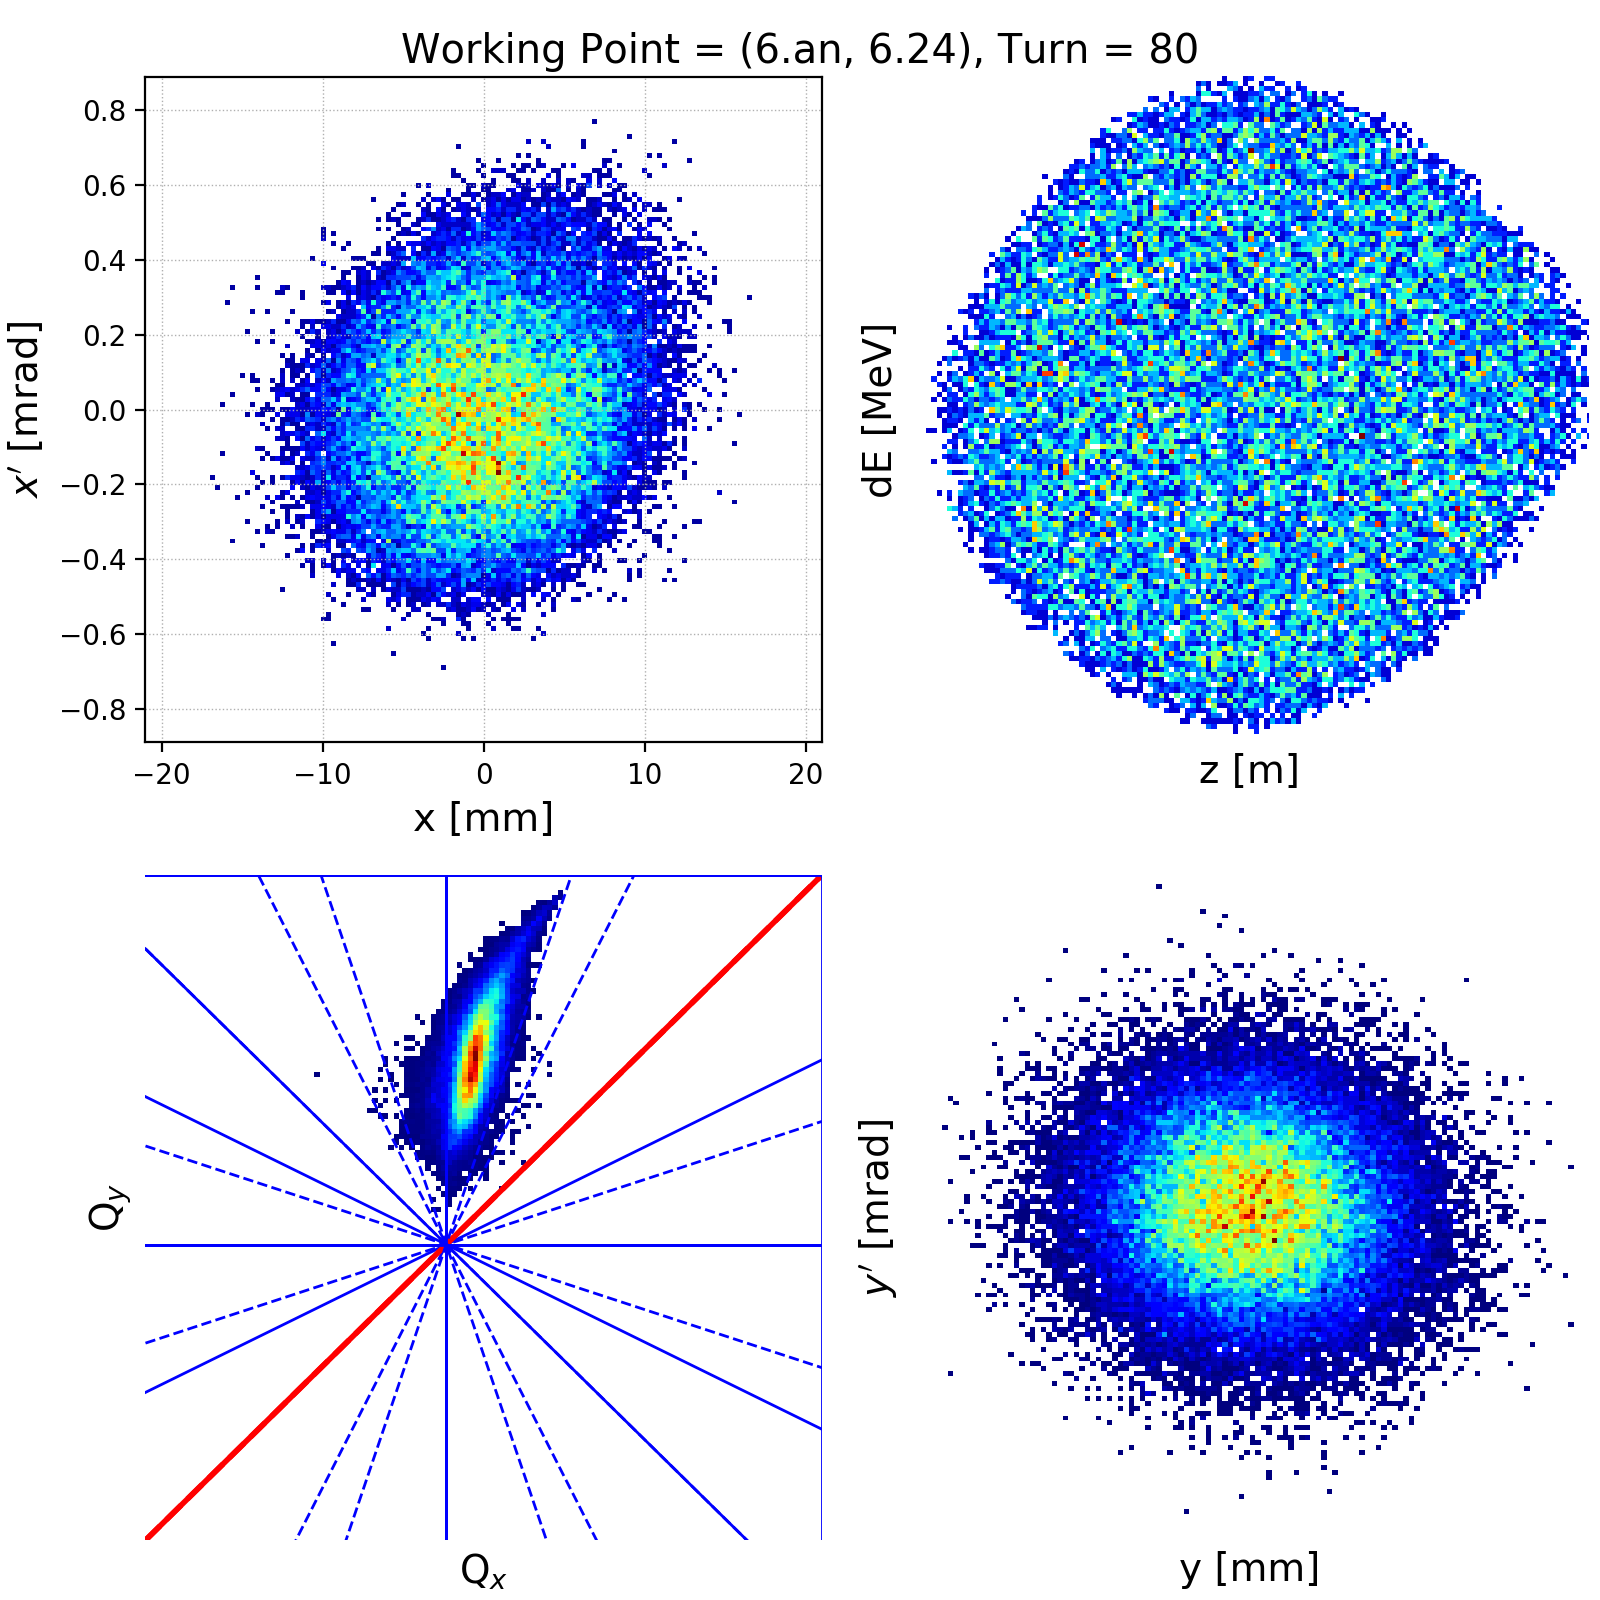 Working Point = (6.an, 6.24), Turn = 80
0.8
0.6
0.4
0.2
0.0
−0.2
−0.4
−0.6
−0.8
x′ [mrad]
−20 −10 0 10 20
x [mm]
dE [MeV]
z [m]
Qy
Qx
y′ [mrad]
y [mm]